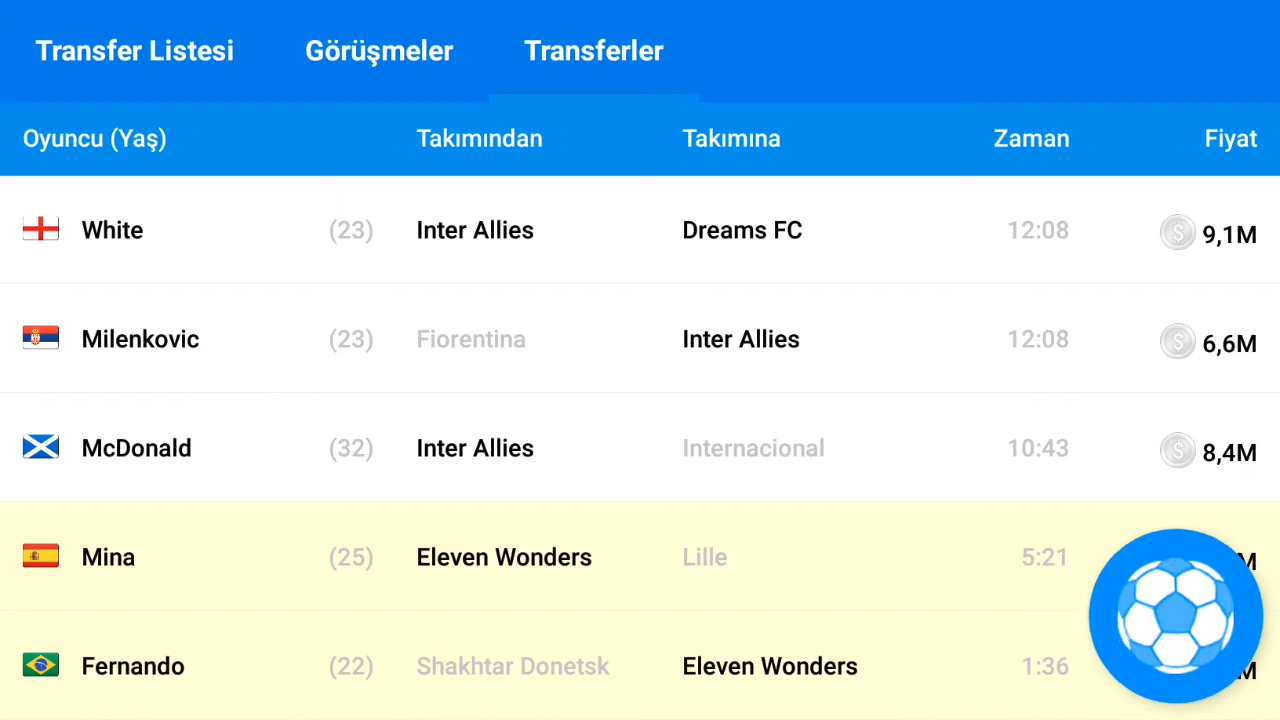 Transfer Listesi Görüşmeler Transferler
Oyuncu (Yaş) Takımından Takımına Zaman Fiyat
White (23) Inter Allies Dreams FC 12:08 9,1M
Milenkovic (23) Fiorentina Inter Allies 12:08 6,6M
McDonald (32) Inter Allies Internacional 10:43 8,4M
Mina (25) Eleven Wonders Lille 5:21
Fernando (22) Shakhtar Donetsk Eleven Wonders 1:36